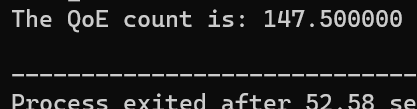 The QoE count is: 147.500000
----------------------------
Process exited after 52.58 se